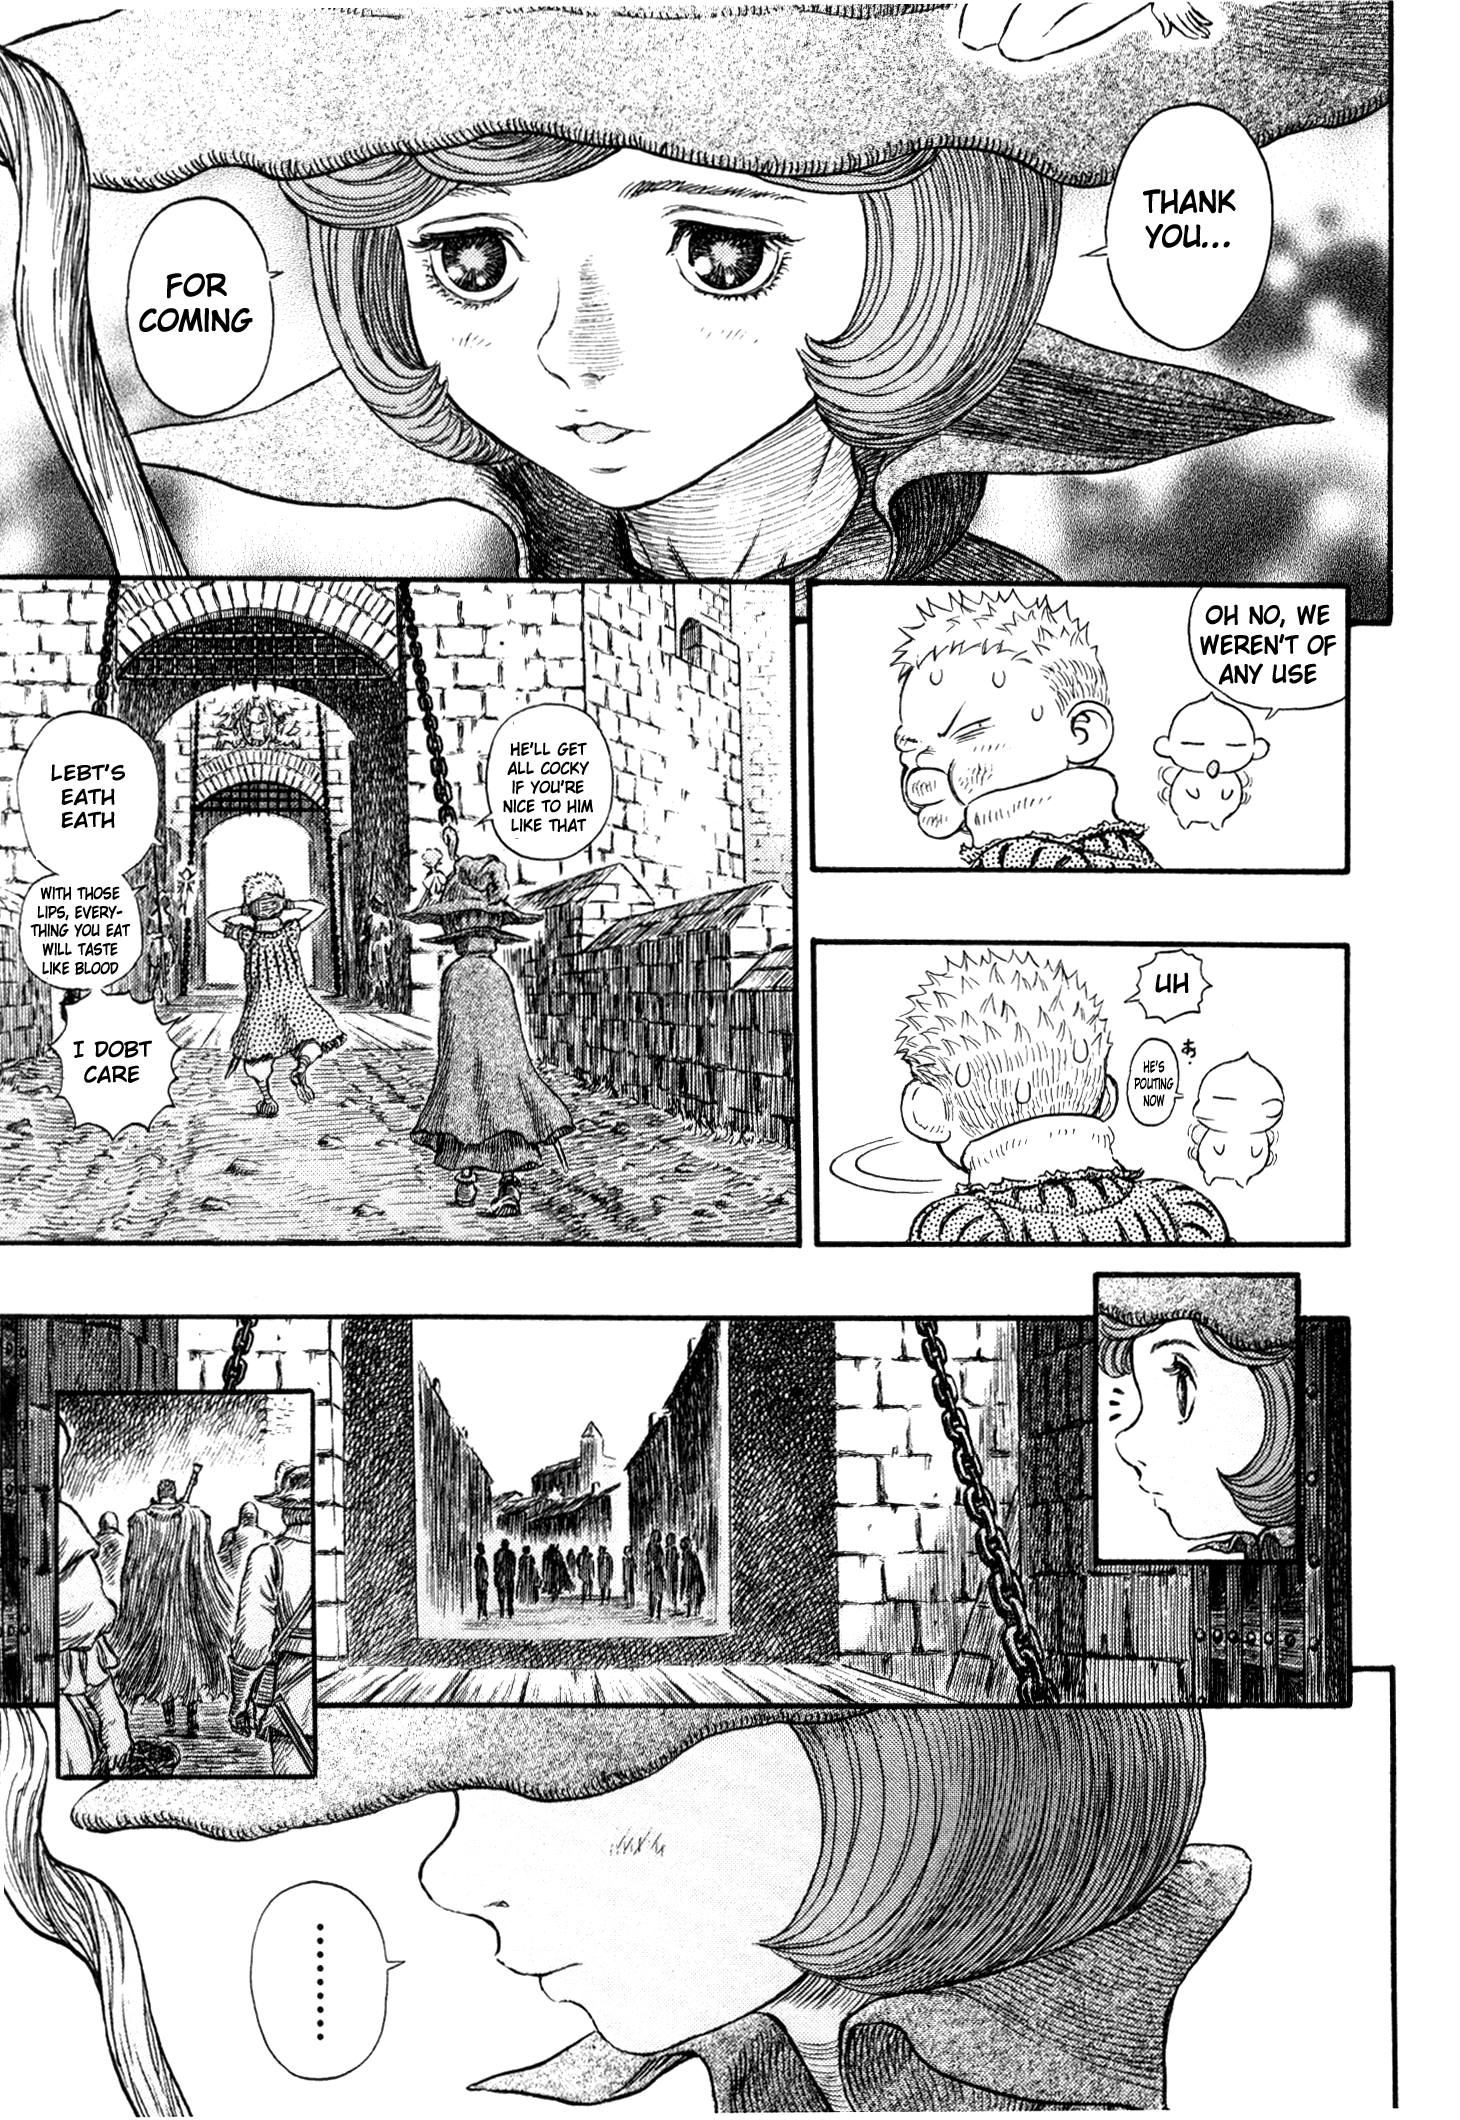 THANK
YOU...
FOR
COMING
OH NO, WE
WEREN'T OF
ANY USE
UH
あっ
HE'S
POUTING
NOW
HE'LL GET
ALL COCKY
IF YOU'RE
NICE TO HIM
LIKE THAT
LEBT'S
EATH
EATH
WITH THOSE
LIPS, EVERY-
THING YOU EAT
WILL TASTE
LIKE BLOOD
I DOBT
CARE
........